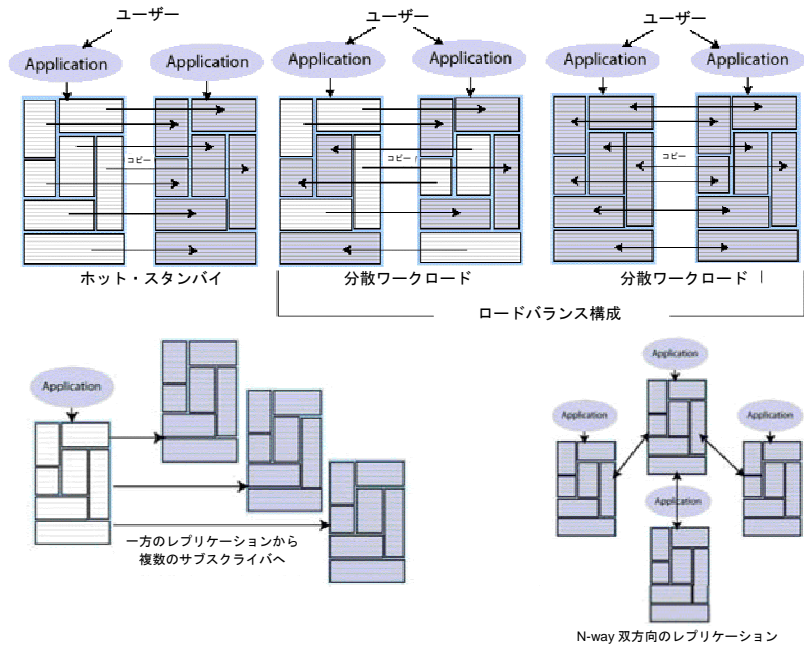 ユーザー
ユーザー
ユーザー
Application
Application
Application
Application
Application
Application
コピー
コピー
コピー
ホット・スタンバイ
分散ワークロード
分散ワークロード
ロードバランス構成
Application
Application
Application
Application
Application
一方のレプリケーションから
複数のサブスクライバへ
N-way 双方向のレプリケーション